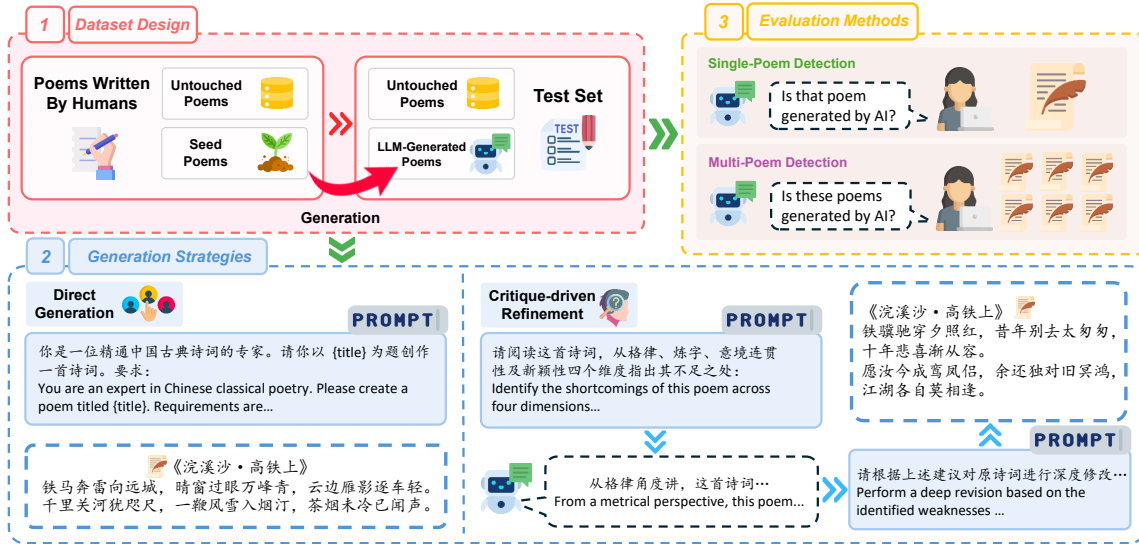 1 Dataset Design
Poems Written
By Humans
Untouched
Poems
Seed
Poems
Untouched
Poems
LLM-Generated
Poems
Test Set
TEST
Generation
3 Evaluation Methods
Single-Poem Detection
Is that poem
generated by AI?
Multi-Poem Detection
Is these poems
generated by AI?
2 Generation Strategies
Direct
Generation
PROMPT
你是一位精通中国古典诗词的专家。请你以 {title} 为题创作
一首诗词。要求：
You are an expert in Chinese classical poetry. Please create a
poem titled {title}. Requirements are...
《浣溪沙·高铁上》
铁马奔雷向远城，晴窗过眼万峰青，云边雁影逐车轻。
千里关河犹咫尺，一鞭风雪入烟汀，茶烟未冷已闻声。
Critique-driven
Refinement
PROMPT
请阅读这首诗词，从格律、炼字、意境连贯
性及新颖性四个维度指出其不足之处：
Identify the shortcomings of this poem across
four dimensions…
从格律角度讲，这首诗词…
From a metrical perspective, this poem...
《浣溪沙·高铁上》
铁骥驰穿夕照红，昔年别去太匆匆，
十年悲喜渐从容。
愿汝今成鸾凤侣，余还独对旧冥鸿，
江湖各自莫相逢。
PROMPT
请根据上述建议对原诗词进行深度修改…
Perform a deep revision based on the
identified weaknesses …